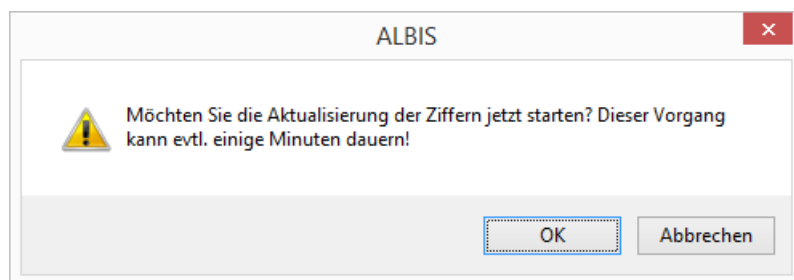 ALBIS
Möchten Sie die Aktualisierung der Ziffern jetzt starten? Dieser Vorgang
kann evtl. einige Minuten dauern!
OK
Abbrechen